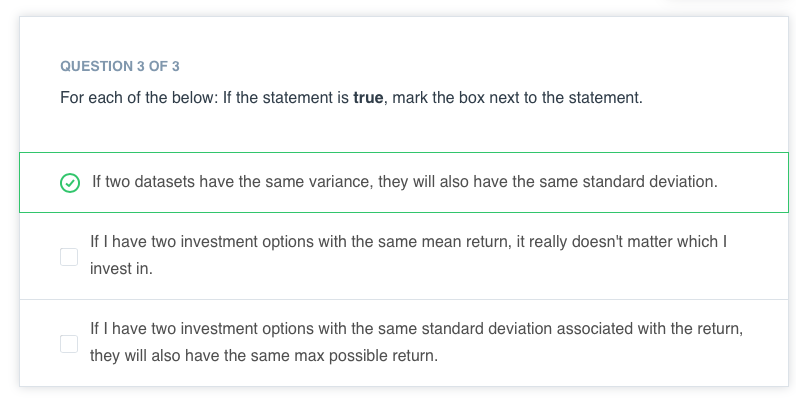 QUESTION 3 OF 3
For each of the below: If the statement is true, mark the box next to the statement.
If two datasets have the same variance, they will also have the same standard deviation.
If I have two investment options with the same mean return, it really doesn't matter which I
invest in.
If I have two investment options with the same standard deviation associated with the return,
they will also have the same max possible return.